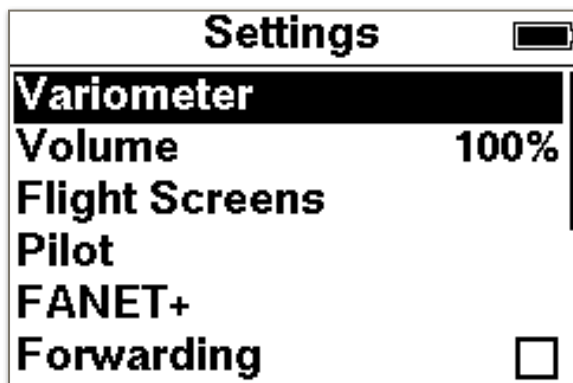 Settings
Variometer
Volume 100%
Flight Screens
Pilot
FANET+
Forwarding